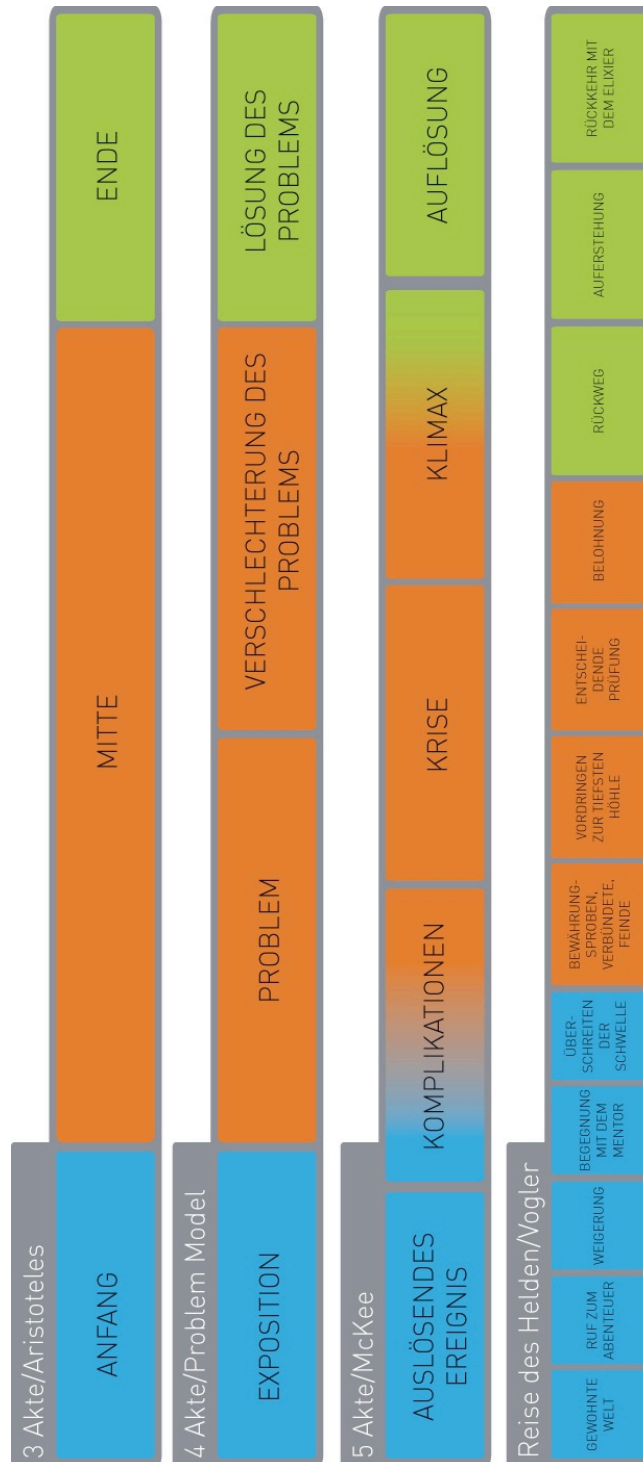 3 Akte/Aristoteles
ANFANG
MITTE
ENDE
4 Akte/Problem Model
EXPOSITION
PROBLEM
VERSCHLECHTERUNG DES
PROBLEMS
LÖSUNG DES
PROBLEMS
5 Akte/McKee
AUSLÖSENDES
EREIGNIS
KOMPLIKATIONEN
KRISE
KLIMAX
AUFLÖSUNG
Reise des Helden/Vogler
GEWOHNTE
WELT
RUF ZUM
ABENTEUER
WEIGERUNG
BEGEGNUNG
MIT DEM
MENTOR
ÜBER-
SCHREITEN
DER
SCHWELLE
BEWÄHRUNG-
SPROBEN,
VERBÜNDETE,
FEINDE
VORDRINGEN
ZUR TIEFSTEN
HÖHLE
ENTSCHEI-
DENDE
PRÜFUNG
BELOHNUNG
RÜCKWEG
AUFERSTEHUNG
RÜCKKEHR MIT
DEM ELIXIER